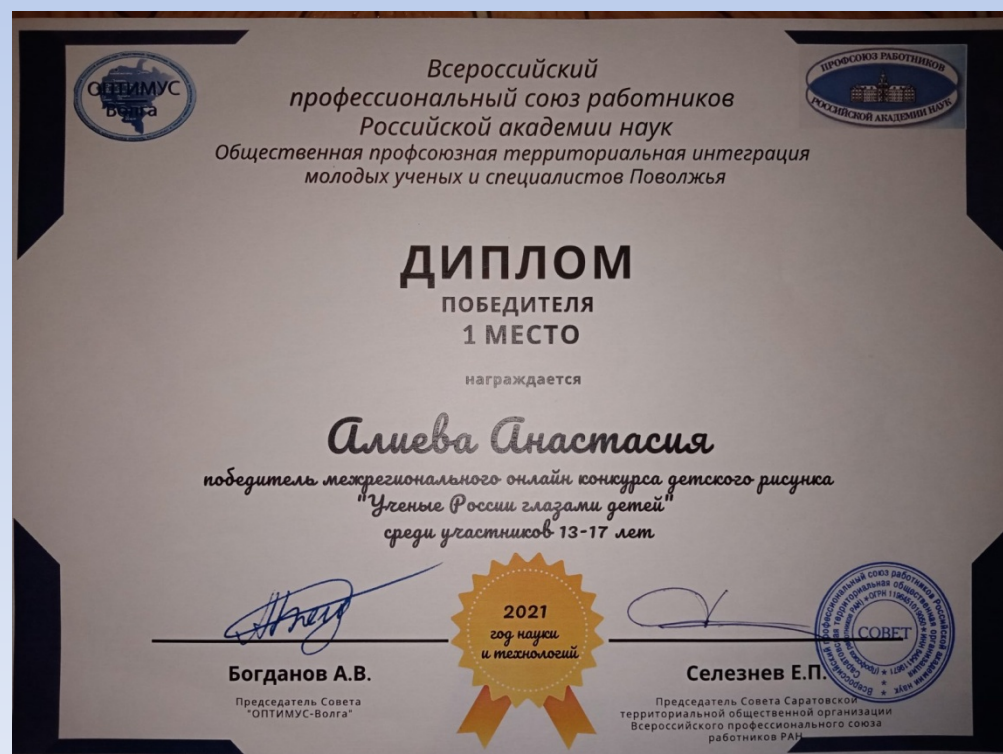 ОПТИМУС
Волга
ПРОФСОЮЗ РАБОТНИКОВ
РОССИЙСКОЙ АКАДЕМИИ НАУК
Всероссийский
профессиональный союз работников
Российской академии наук
Общественная профсоюзная территориальная интеграция
молодых ученых и специалистов Поволжья
ДИПЛОМ
ПОБЕДИТЕЛЯ
1 МЕСТО
награждается
Алиева Анастасия
победитель межрегионального онлайн конкурса детского рисунка
"Ученые России глазами детей"
среди участников 13-17 лет
2021
год науки
и технологий
Богданов А.В.
Председатель Совета
"ОПТИМУС-Волга"
Селезнев Е.П.
Председатель Совета Саратовской
территориальной общественной организации
Всероссийского профессионального союза
работников РАН
СОВЕТ